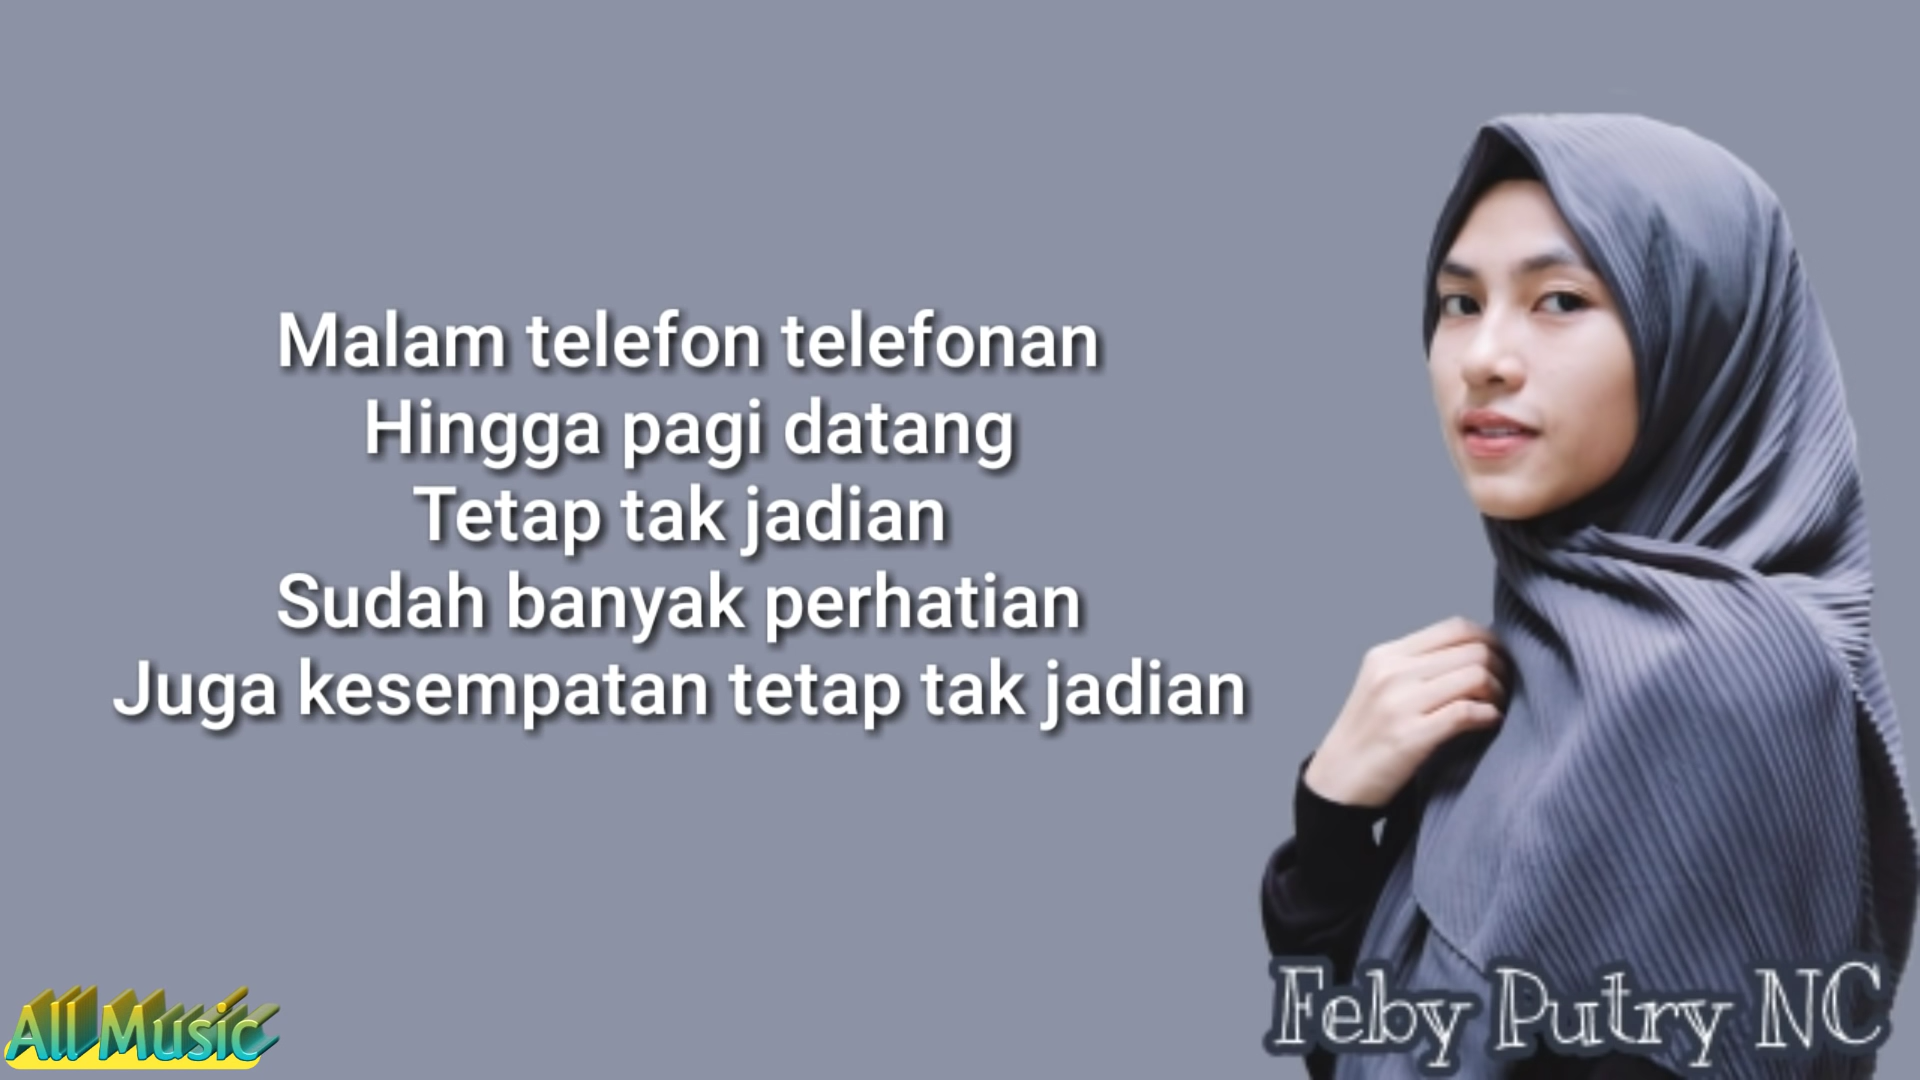 Malam telefon telefonan
Hingga pagi datang
Tetap tak jadian
Sudah banyak perhatian
Juga kesempatan tetap tak jadian
Feby Putry NC
All Music